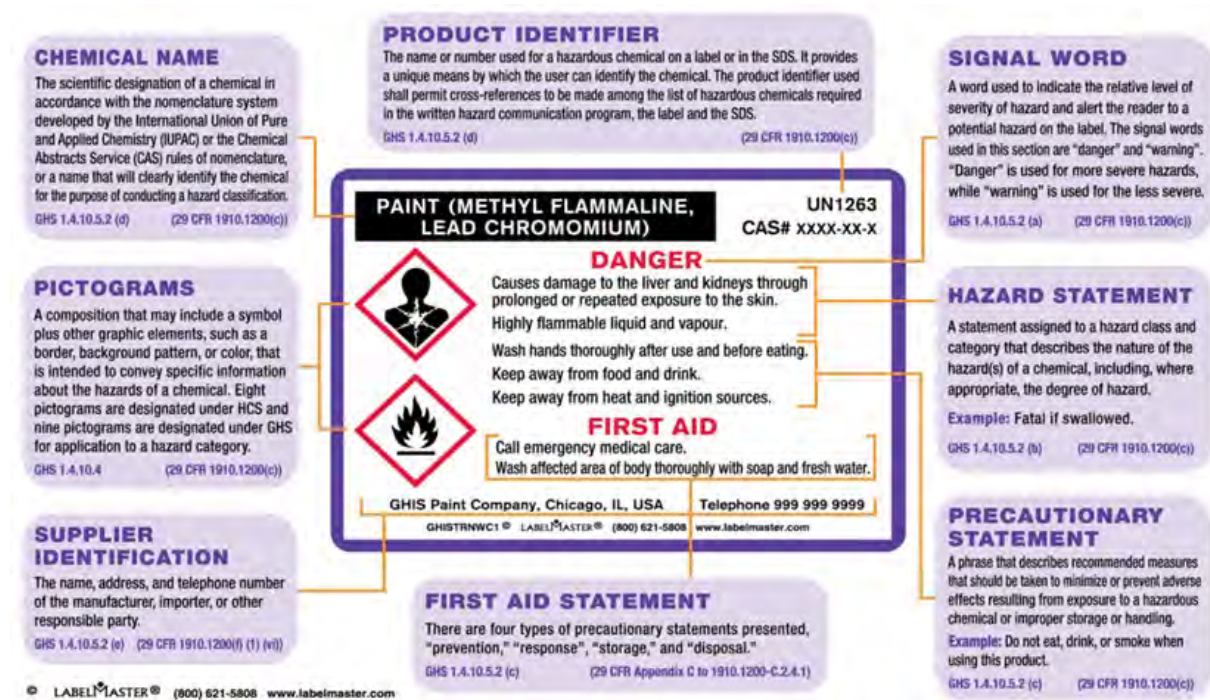 CHEMICAL NAME
The scientific designation of a chemical in
accordance with the nomenclature system
developed by the International Union of Pure
and Applied Chemistry (IUPAC) or the Chemical
Abstracts Service (CAS) rules of nomenclature,
or a name that will clearly identify the chemical
for the purpose of conducting a hazard classification.
GHS 1.4.10.5.2 (d) (29 CFR 1910.1200(c))
PICTOGRAMS
A composition that may include a symbol
plus other graphic elements, such as a
border, background pattern, or color, that
is intended to convey specific information
about the hazards of a chemical. Eight
pictograms are designated under HCS and
nine pictograms are designated under GHS
for application to a hazard category.
GHS 1.4.10.4 (29 CFR 1910.1200(c))
SUPPLIER
IDENTIFICATION
The name, address, and telephone number
of the manufacturer, importer, or other
responsible party.
GHS 1.4.10.5.2 (e) (29 CFR 1910.1200(f) (1) (vi))
PRODUCT IDENTIFIER
The name or number used for a hazardous chemical on a label or in the SDS. It provides
a unique means by which the user can identify the chemical. The product identifier used
shall permit cross-references to be made among the list of hazardous chemicals required
in the written hazard communication program, the label and the SDS.
GHS 1.4.10.5.2 (d) (29 CFR 1910.1200(c))
PAINT (METHYL FLAMMALINE,
LEAD CHROMOMIUM)
UN1263
CAS# xxxx-xx-x
DANGER
Causes damage to the liver and kidneys through
prolonged or repeated exposure to the skin.
Highly flammable liquid and vapour.
Wash hands thoroughly after use and before eating.
Keep away from food and drink.
Keep away from heat and ignition sources.
FIRST AID
Call emergency medical care.
Wash affected area of body thoroughly with soap and fresh water.
GHIS Paint Company, Chicago, IL, USA Telephone 999 999 9999
GHISTRNWC1 © LABELMASTER® (800) 621-5808 www.labelmaster.com
FIRST AID STATEMENT
There are four types of precautionary statements presented,
"prevention," "response", "storage," and "disposal."
GHS 1.4.10.5.2 (c) (29 CFR Appendix C to 1910.1200-C.2.4.1)
SIGNAL WORD
A word used to indicate the relative level of
severity of hazard and alert the reader to a
potential hazard on the label. The signal words
used in this section are "danger" and "warning".
"Danger" is used for more severe hazards,
while "warning" is used for the less severe.
GHS 1.4.10.5.2 (a) (29 CFR 1910.1200(c))
HAZARD STATEMENT
A statement assigned to a hazard class and
category that describes the nature of the
hazard(s) of a chemical, including, where
appropriate, the degree of hazard.
Example: Fatal if swallowed.
GHS 1.4.10.5.2 (b) (29 CFR 1910.1200(c))
PRECAUTIONARY
STATEMENT
A phrase that describes recommended measures
that should be taken to minimize or prevent adverse
effects resulting from exposure to a hazardous
chemical or improper storage or handling.
Example: Do not eat, drink, or smoke when
using this product.
GHS 1.4.10.5.2 (c) (29 CFR 1910.1200(c))
© LABELMASTER® (800) 621-5808 www.labelmaster.com